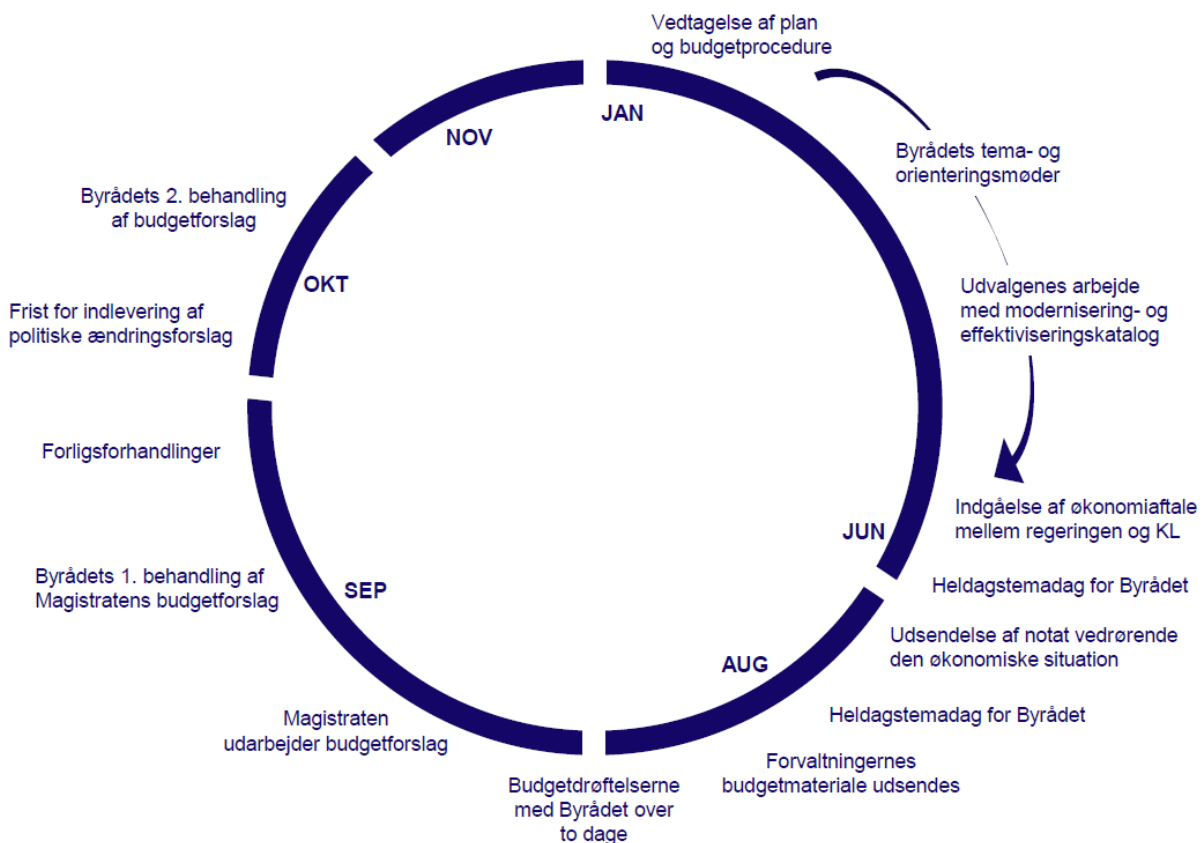 Vedtagelse af plan
og budgetprocedure
JAN
Byrådets tema- og
orienteringsmøder
Udvalgenes arbejde
med modernisering- og
effektiviseringskatalog
Indgåelse af økonomiaftale
mellem regeringen og KL
JUN
Heldagstemadag for Byrådet
Udsendelse af notat vedrørende
den økonomiske situation
AUG
Heldagstemadag for Byrådet
Forvaltningernes
budgetmateriale udsendes
Budgetdrøftelserne
med Byrådet over
to dage
Magistraten
udarbejder budgetforslag
SEP
Byrådets 1. behandling af
Magistratens budgetforslag
Forligsforhandlinger
Frist for indlevering af
politiske ændringsforslag
OKT
Byrådets 2. behandling
af budgetforslag
NOV